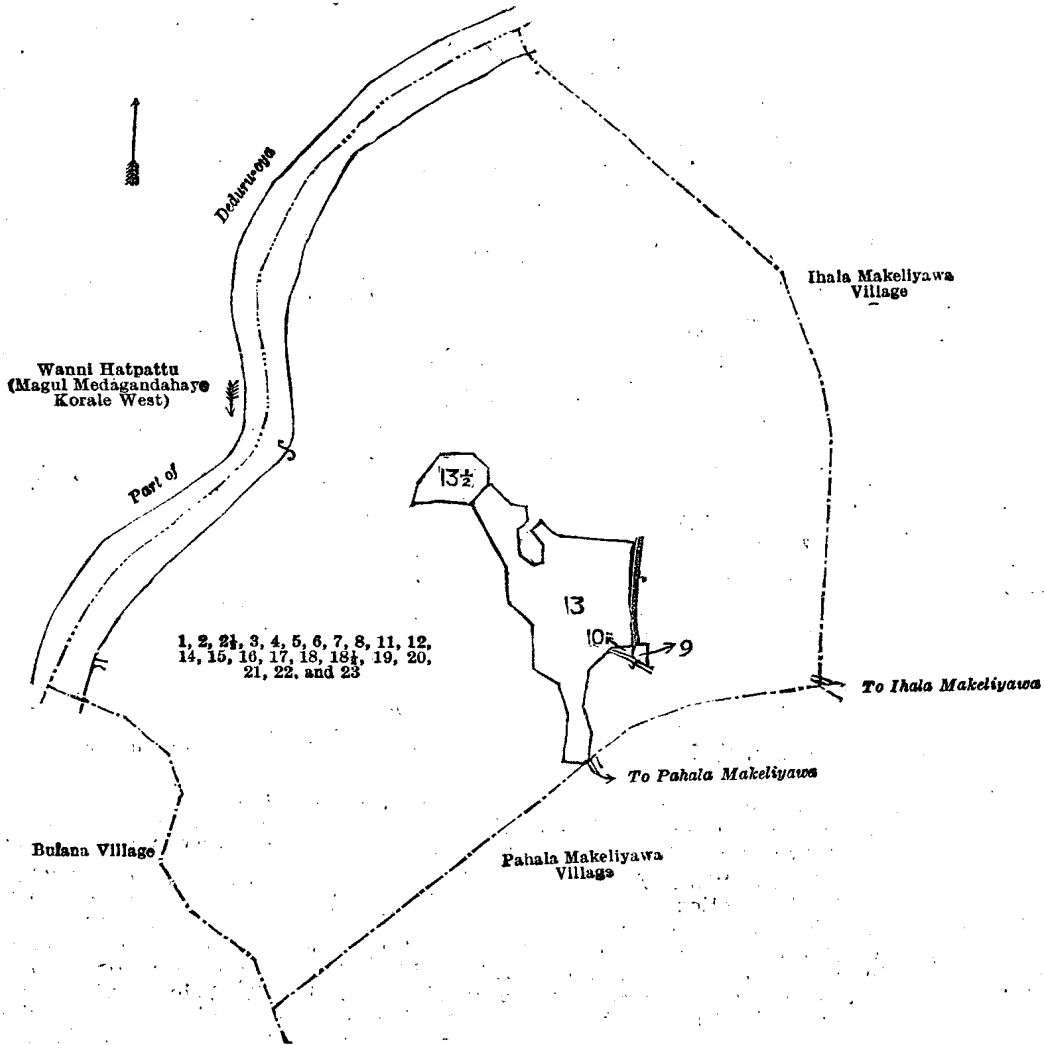 Deduru-oya
Ihala Makeliyawa
Village
Wanni Hatpattu
(Magul Medagandahaye
Korale West)
Part of
13½
13
10
9
1, 2, 2½, 3, 4, 5, 6, 7, 8, 11, 12,
14, 15, 16, 17, 18, 18½, 19, 20,
21, 22, and 23
To Ihala Makeliyawa
To Pahala Makeliyawa
Bulana Village
Pahala Makeliyawa
Village